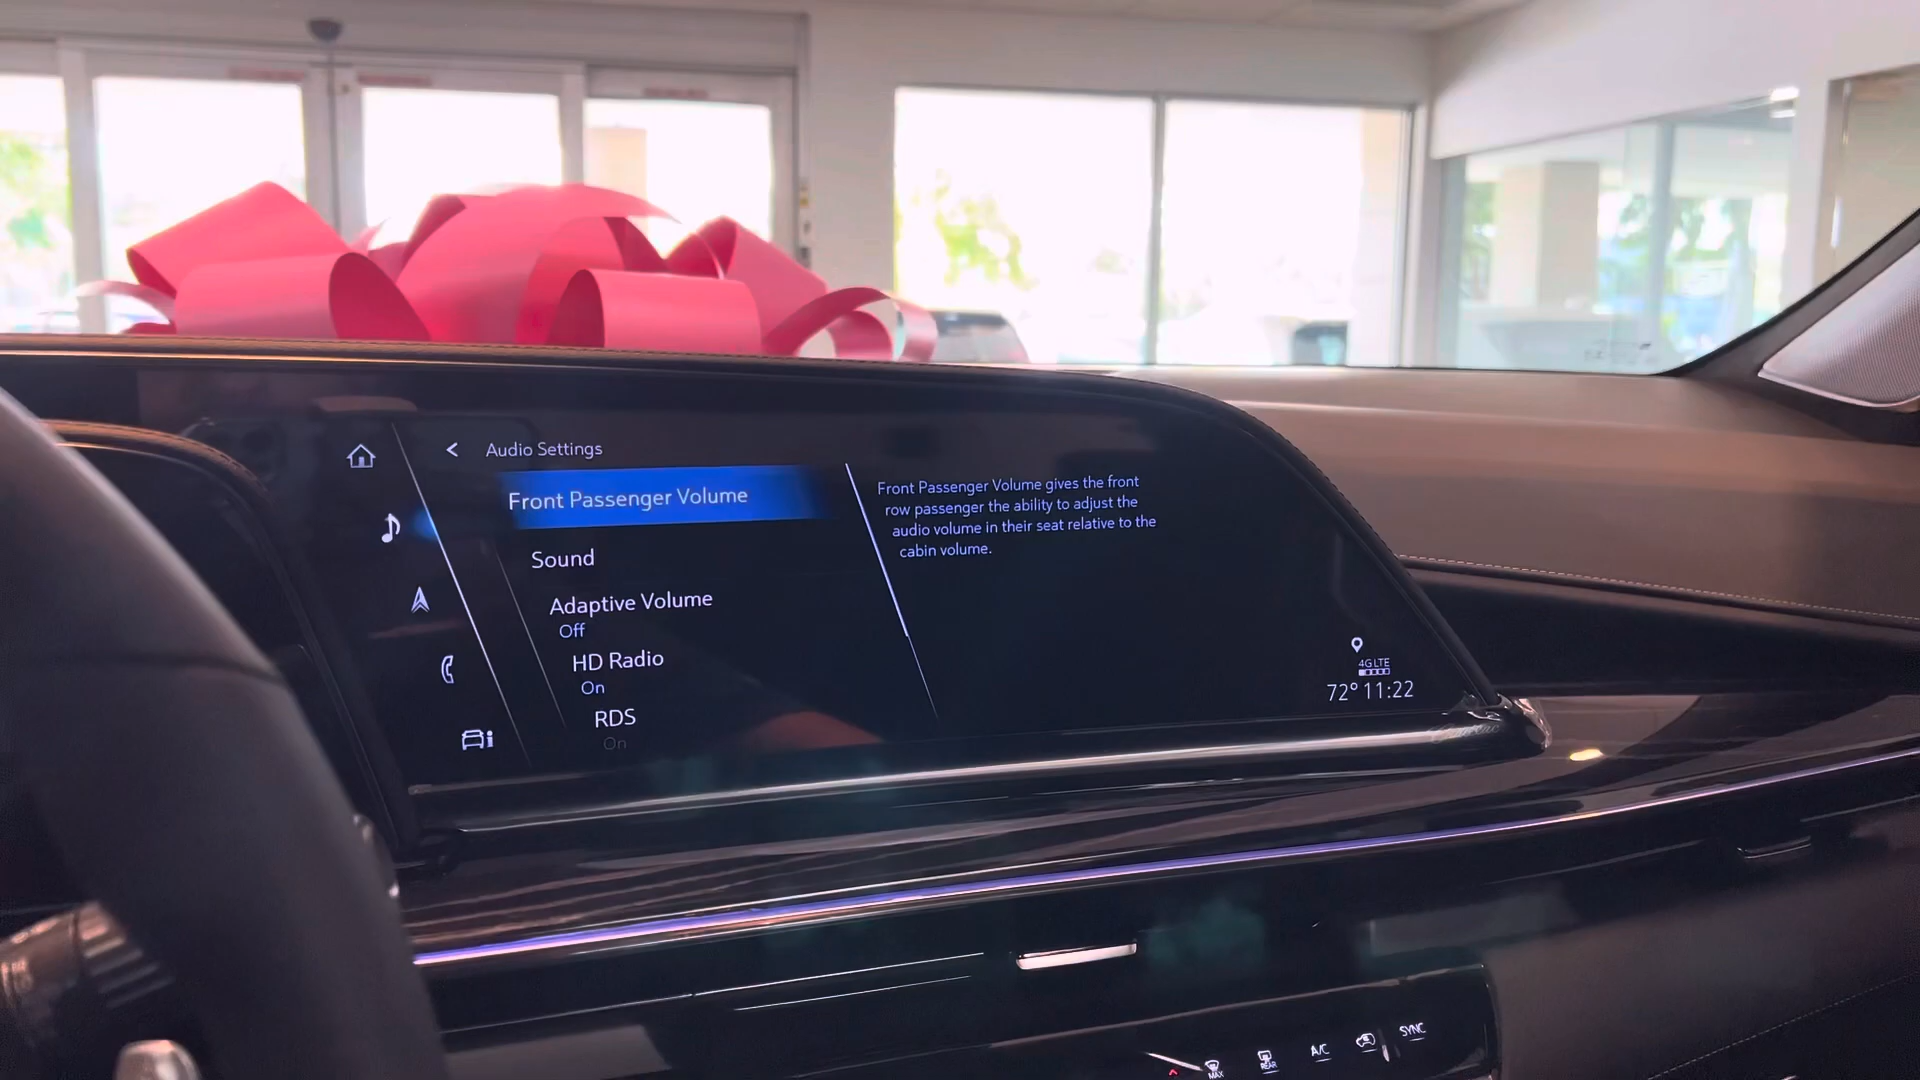 Audio Settings
Front Passenger Volume
Sound
Adaptive Volume
Off
HD Radio
On
RDS
On
Front Passenger Volume gives the front
row passenger the ability to adjust the
audio volume in their seat relative to the
cabin volume.
4G LTE
72° 11:22
MAX
REAR
A/C
SYNC